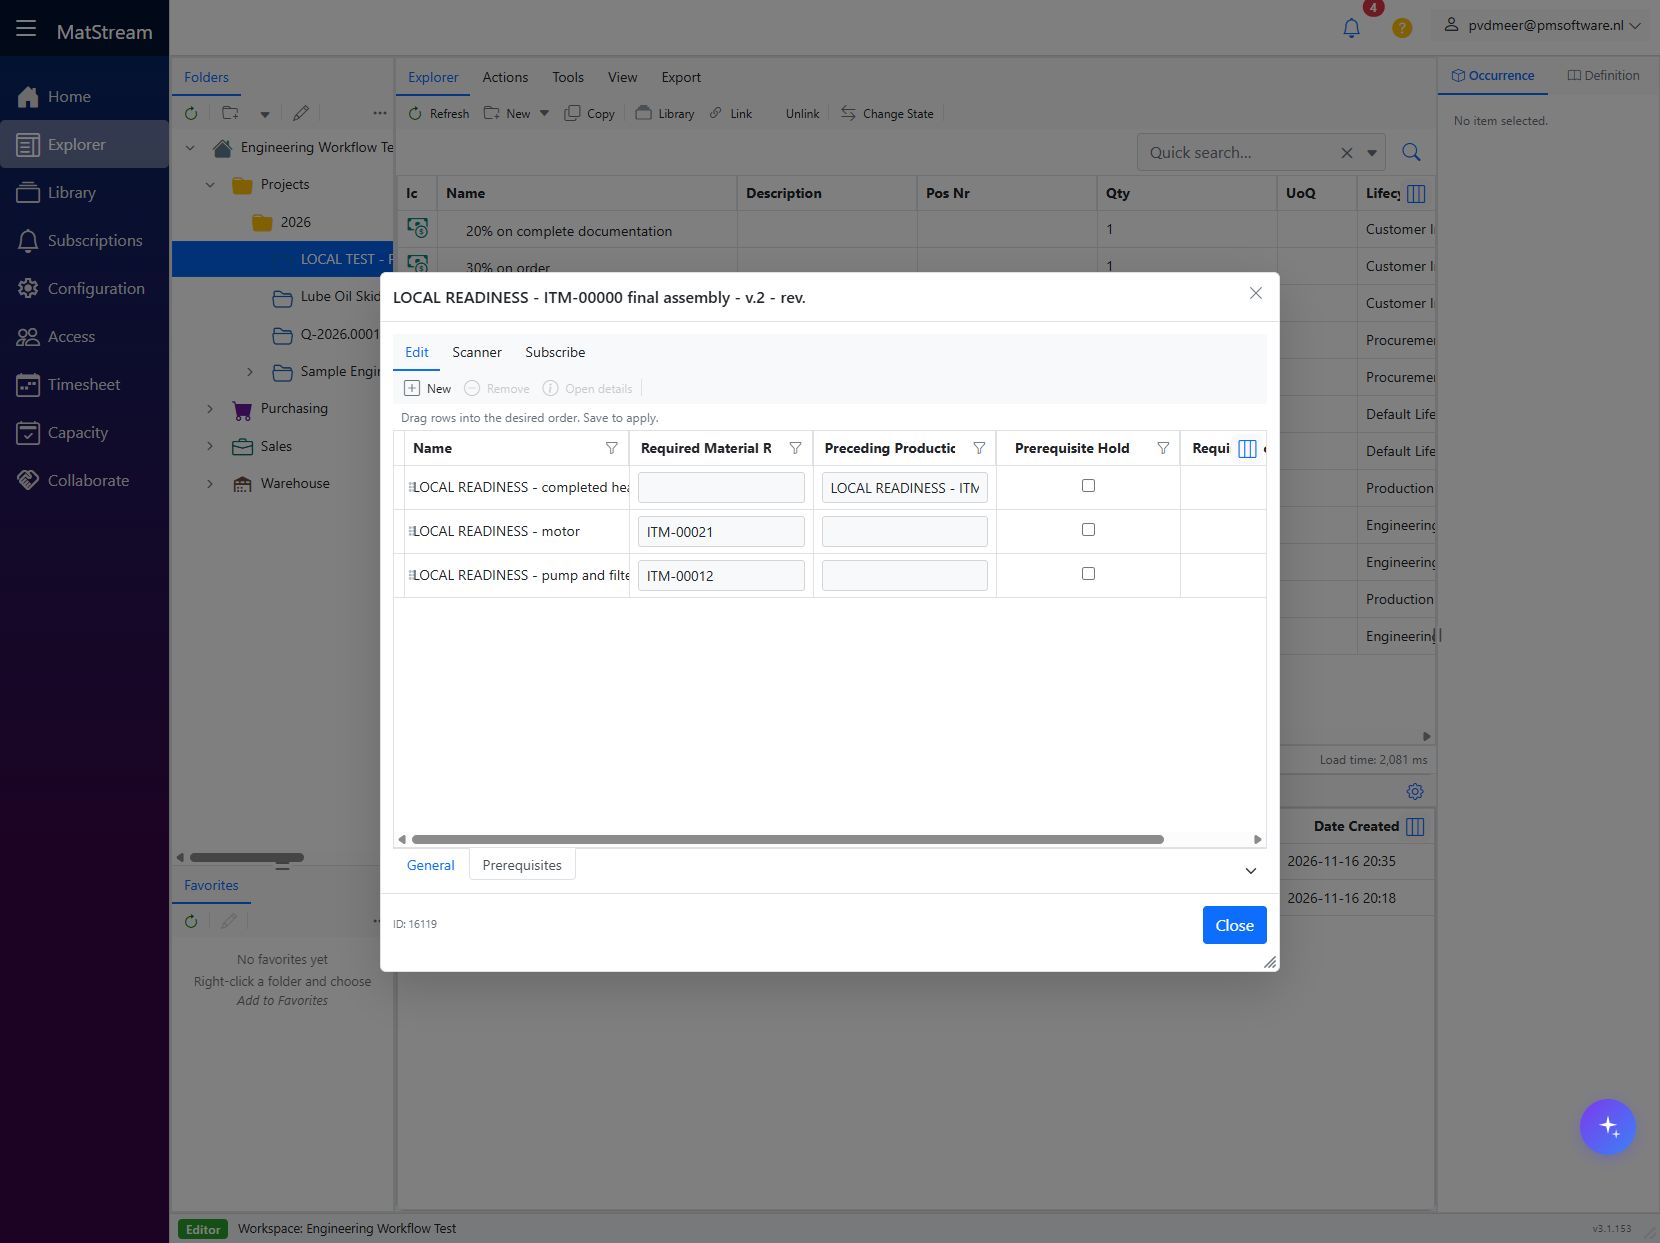 MatStream
4
?
pvdmeer@pmsoftware.nl
Home
Explorer
Library
Subscriptions
Configuration
Access
Timesheet
Capacity
Collaborate
Folders
Engineering Workflow Te
Projects
2026
LOCAL TEST - F
Lube Oil Skid
Q-2026.0001
Sample Engi
Purchasing
Sales
Warehouse
Favorites
No favorites yet
Right-click a folder and choose
Add to Favorites
Explorer Actions Tools View Export
Refresh New Copy Library Link Unlink Change State
Quick search...
Ic Name Description Pos Nr Qty UoQ Lifecy
20% on complete documentation 1 Customer I
30% on order 1 Customer I
Customer I
Procuremen
Procuremen
Default Life
Default Life
Production
Engineering
Engineering
Production
Engineering
Load time: 2,081 ms
Date Created
2026-11-16 20:35
2026-11-16 20:18
Occurrence Definition
No item selected.
LOCAL READINESS - ITM-00000 final assembly - v.2 - rev.
Edit Scanner Subscribe
New Remove Open details
Drag rows into the desired order. Save to apply.
Name Required Material R Preceding Productic Prerequisite Hold Requi
LOCAL READINESS - completed hea LOCAL READINESS - ITM
LOCAL READINESS - motor ITM-00021
LOCAL READINESS - pump and filte ITM-00012
General Prerequisites
ID: 16119
Close
Editor Workspace: Engineering Workflow Test
v3.1.153